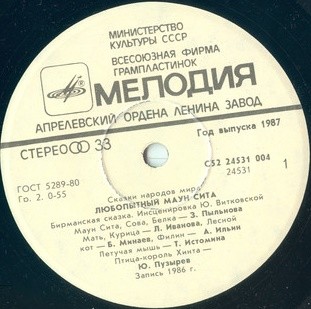 МИНИСТЕРСТВО
КУЛЬТУРЫ СССР
ВСЕСОЮЗНАЯ ФИРМА
ГРАМПЛАСТИНОК
МЕЛОДИЯ
АПРЕЛЕВСКИЙ ОРДЕНА ЛЕНИНА ЗАВОД
СТЕРЕО 33
Год выпуска 1987
ГОСТ 5289-80
Го. 2. 0-55
С52 24531 004
24531
1
Сказки народов мира
ЛЮБОПЫТНЫЙ МАУН СИТА
Бирманская сказка. Инсценировка Ю. Витковской
Маун Сита, Сова, Белка — З. Пыльнова
Мать, Курица — Л. Иванова. Лесной
кот — Б. Минаев, Филин — А. Ильин
Летучая мышь — Т. Истомина
Птица-король Хинта —
Ю. Пузырев
Запись 1986 г.